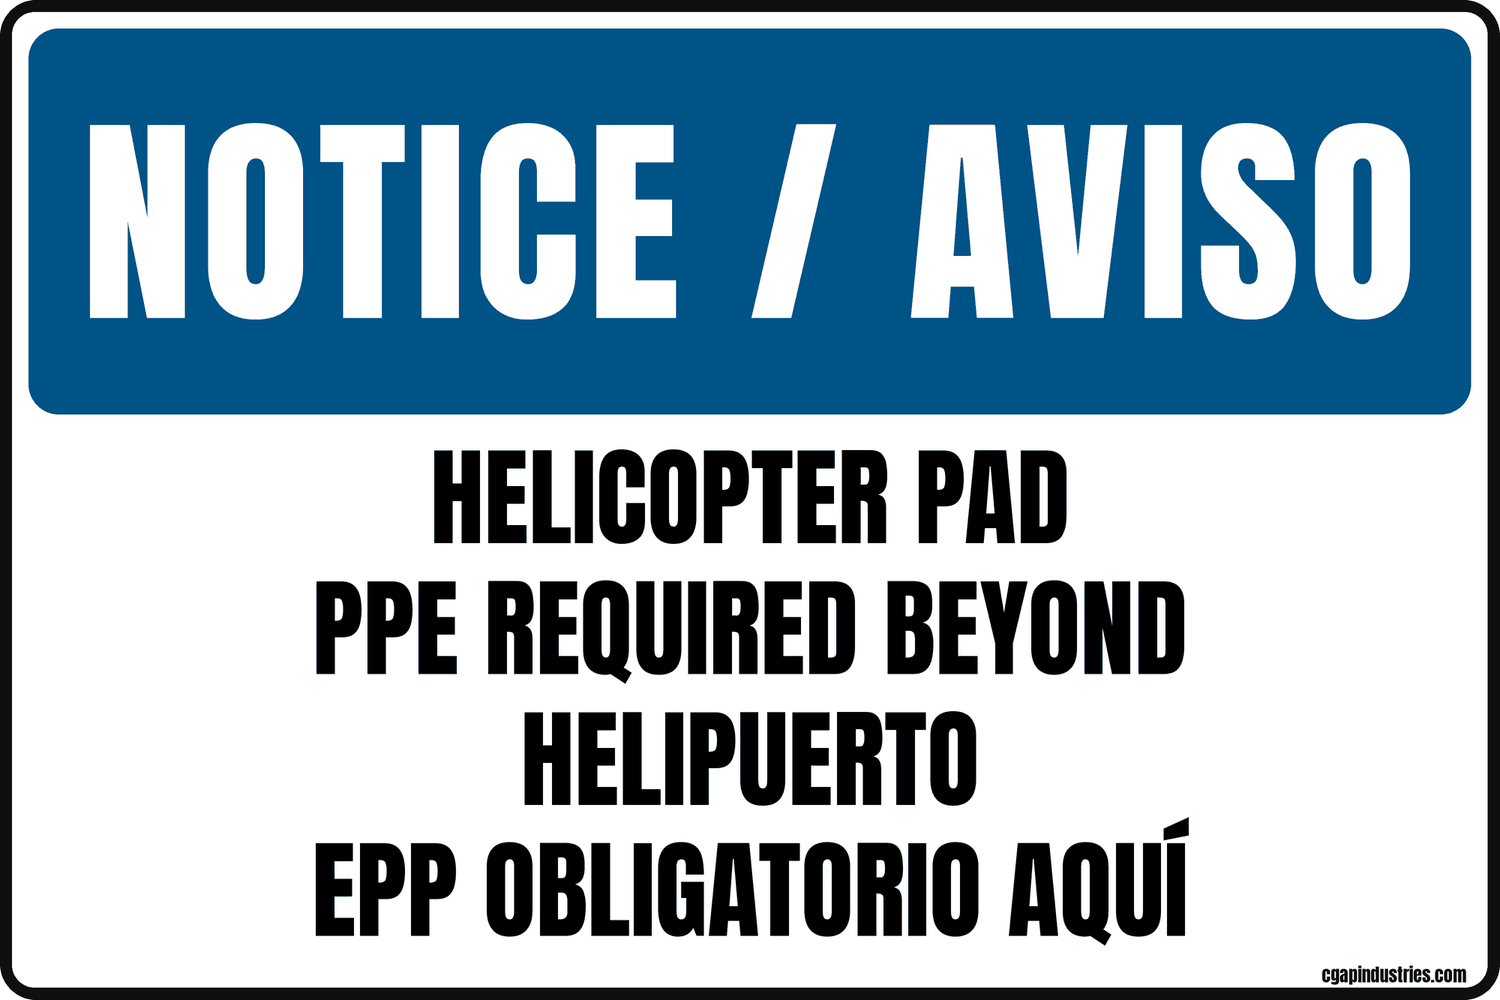 NOTICE / AVISO
HELICOPTER PAD
PPE REQUIRED BEYOND
HELIPUERTO
EPP OBLIGATORIO AQUÍ
cgapindustries.com